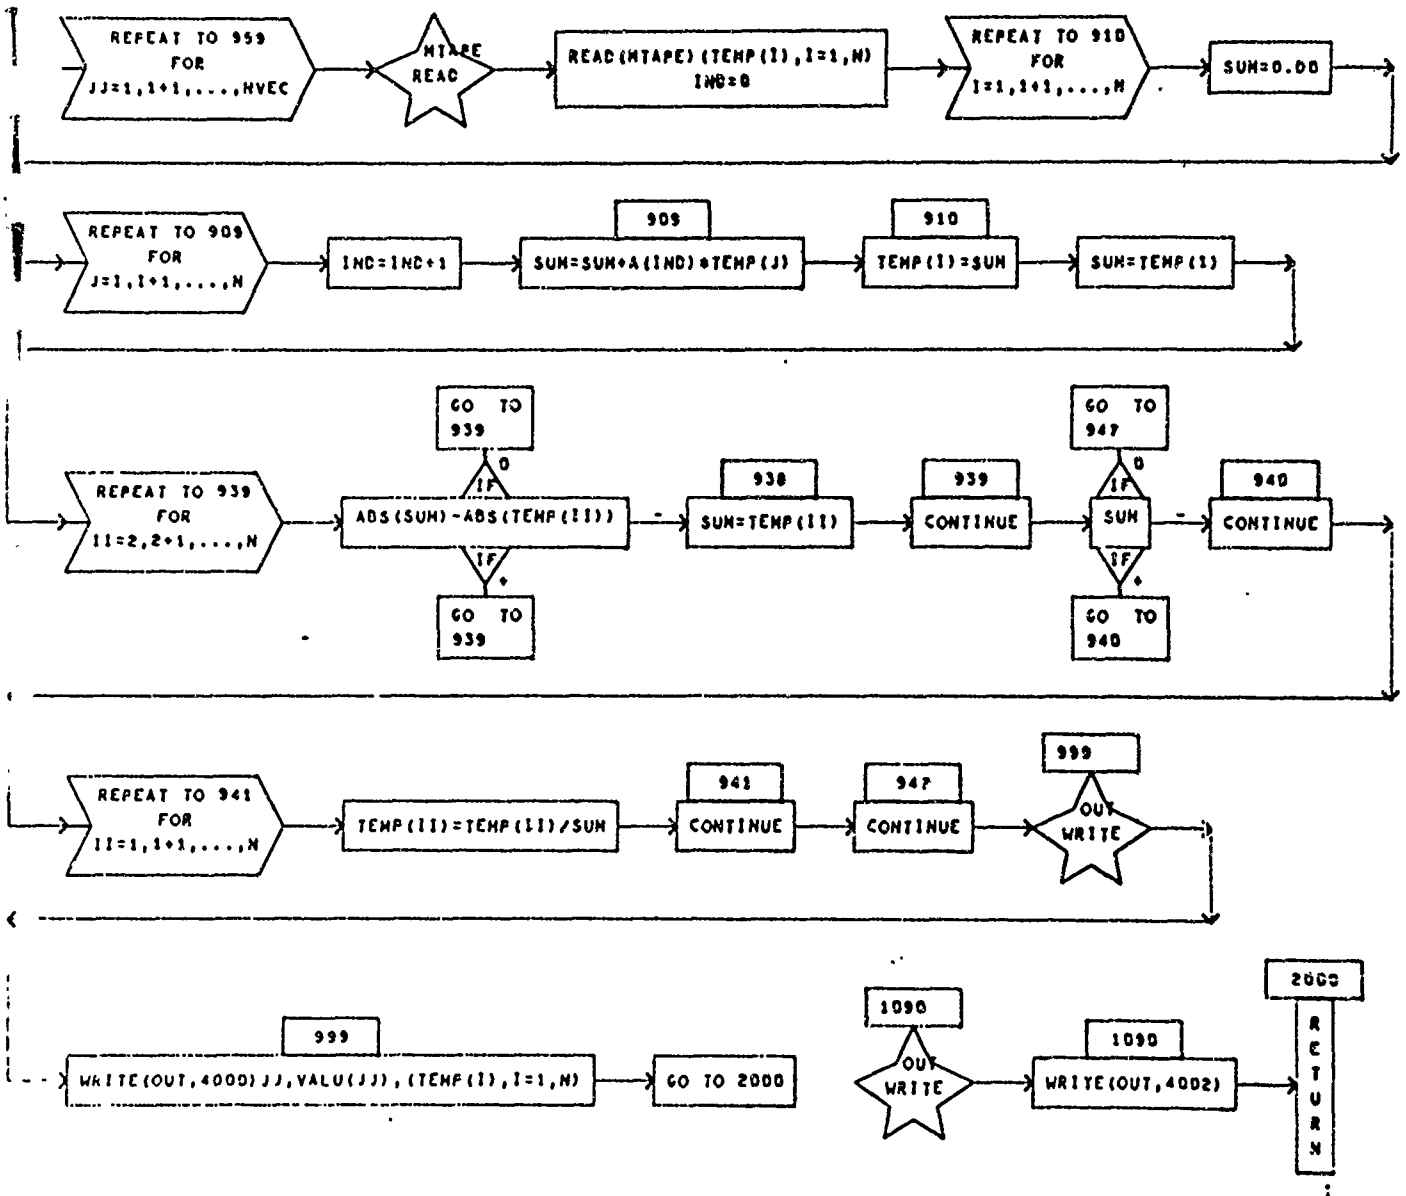 REPEAT TO 959
FOR
JJ=1,1+1,...,NVEC
MTAPE
READ
READ(MTAPE)(TEMP(I),I=1,N)
IND=0
REPEAT TO 910
FOR
I=1,1+1,...,N
SUM=0.00
REPEAT TO 909
FOR
J=I,I+1,...,N
IND=IND+1
909
SUM=SUM+A(IND)*TEMP(J)
910
TEMP(I)=SUM
SUM=TEMP(1)
REPEAT TO 939
FOR
II=2,2+1,...,N
GO TO
939
0
IF
ABS(SUM)-ABS(TEMP(II))
-
IF
+
GO TO
939
938
SUM=TEMP(II)
939
CONTINUE
GO TO
947
0
IF
SUM
-
IF
+
GO TO
940
940
CONTINUE
REPEAT TO 941
FOR
II=1,1+1,...,N
TEMP(II)=TEMP(II)/SUM
941
CONTINUE
947
CONTINUE
999
OUT
WRITE
999
WRITE(OUT,4000)JJ,VALU(JJ),(TEMP(I),I=1,N)
GO TO 2000
1090
OUT
WRITE
1090
WRITE(OUT,4002)
2000
RETURN